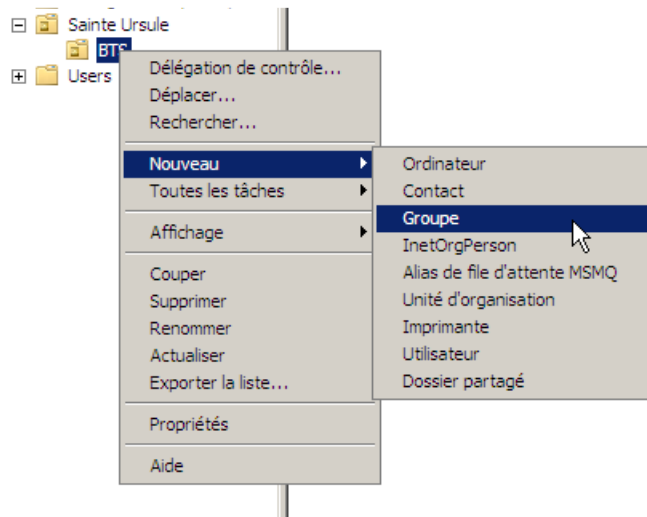 Sainte Ursule
BTS
Users
Délégation de contrôle...
Déplacer...
Rechercher...
Nouveau
Toutes les tâches
Affichage
Couper
Supprimer
Renommer
Actualiser
Exporter la liste...
Propriétés
Aide
Ordinateur
Contact
Groupe
InetOrgPerson
Alias de file d'attente MSMQ
Unité d'organisation
Imprimante
Utilisateur
Dossier partagé